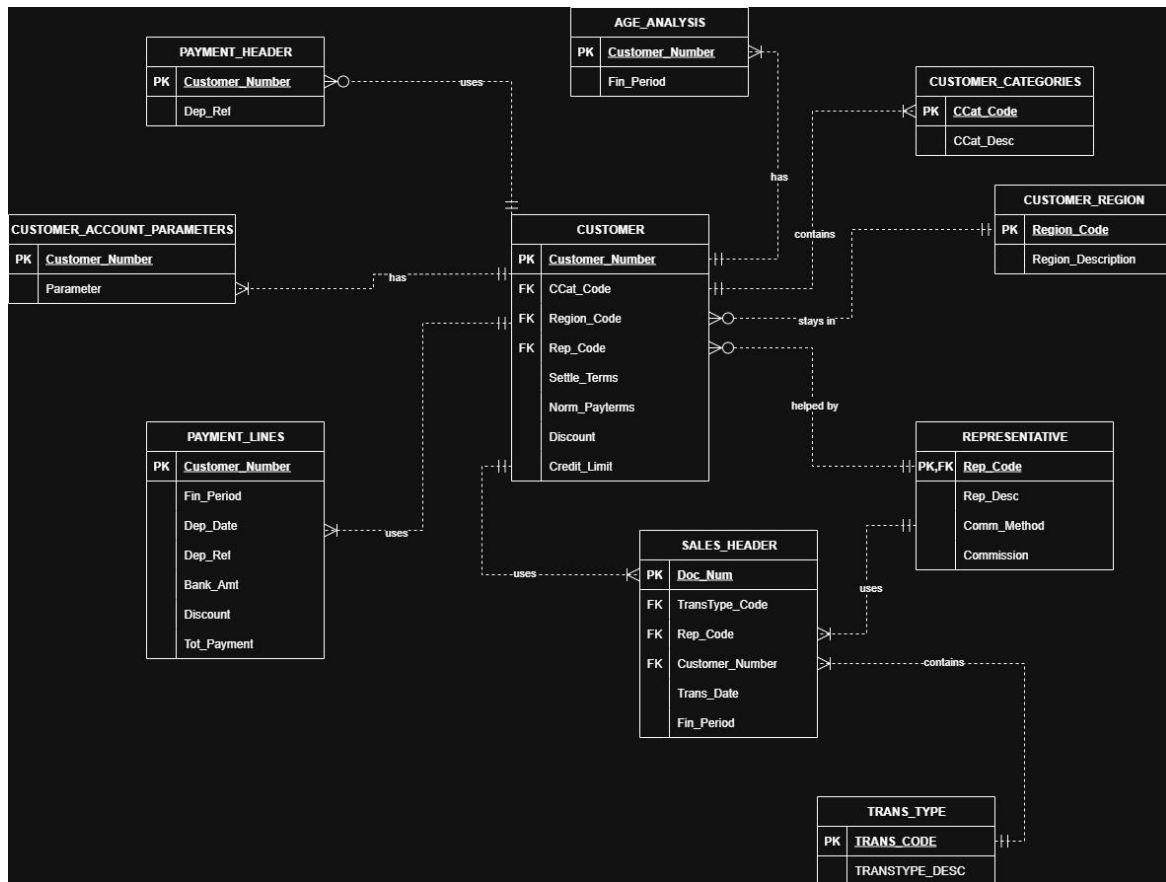 AGE_ANALYSIS
PK Customer_Number
Fin_Period
PAYMENT_HEADER
PK Customer_Number
Dep_Ref
uses
has
CUSTOMER_CATEGORIES
PK CCat_Code
CCat_Desc
contains
CUSTOMER_REGION
PK Region_Code
Region_Description
stays in
CUSTOMER_ACCOUNT_PARAMETERS
PK Customer_Number
Parameter
has
CUSTOMER
PK Customer_Number
FK CCat_Code
FK Region_Code
FK Rep_Code
Settle_Terms
Norm_Payterms
Discount
Credit_Limit
helped by
PAYMENT_LINES
PK Customer_Number
Fin_Period
Dep_Date
Dep_Ref
Bank_Amt
Discount
Tot_Payment
uses
REPRESENTATIVE
PK,FK Rep_Code
Rep_Desc
Comm_Method
Commission
uses
uses
SALES_HEADER
PK Doc_Num
FK TransType_Code
FK Rep_Code
FK Customer_Number
Trans_Date
Fin_Period
contains
TRANS_TYPE
PK TRANS_CODE
TRANSTYPE_DESC